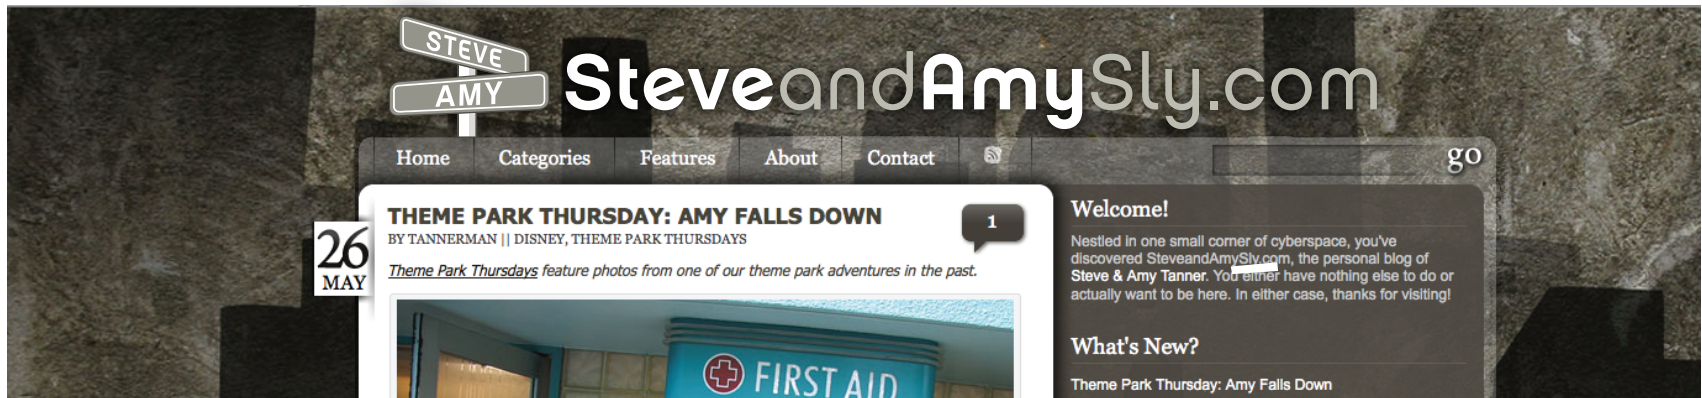 STEVE
AMY
SteveandAmySly.com
Home Categories Features About Contact
go
THEME PARK THURSDAY: AMY FALLS DOWN
1
BY TANNERMAN || DISNEY, THEME PARK THURSDAYS
26
MAY
Theme Park Thursdays feature photos from one of our theme park adventures in the past.
FIRST AID
Welcome!
Nestled in one small corner of cyberspace, you've
discovered SteveandAmySly.com, the personal blog of
Steve & Amy Tanner. You either have nothing else to do or
actually want to be here. In either case, thanks for visiting!
What's New?
Theme Park Thursday: Amy Falls Down